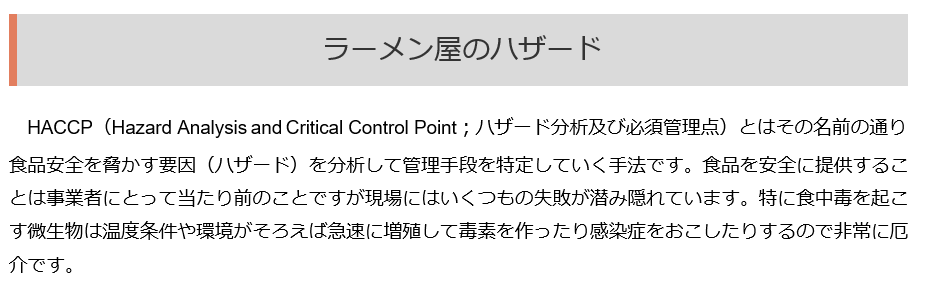 ラーメン屋のハザード
HACCP（Hazard Analysis and Critical Control Point；ハザード分析及び必須管理点）とはその名前の通り
食品安全を脅かす要因（ハザード）を分析して管理手段を特定していく手法です。食品を安全に提供するこ
とは事業者にとって当たり前のことですが現場にはいくつもの失敗が潜み隠れています。特に食中毒を起こ
す微生物は温度条件や環境がそろえば急速に増殖して毒素を作ったり感染症をおこしたりするので非常に厄
介です。